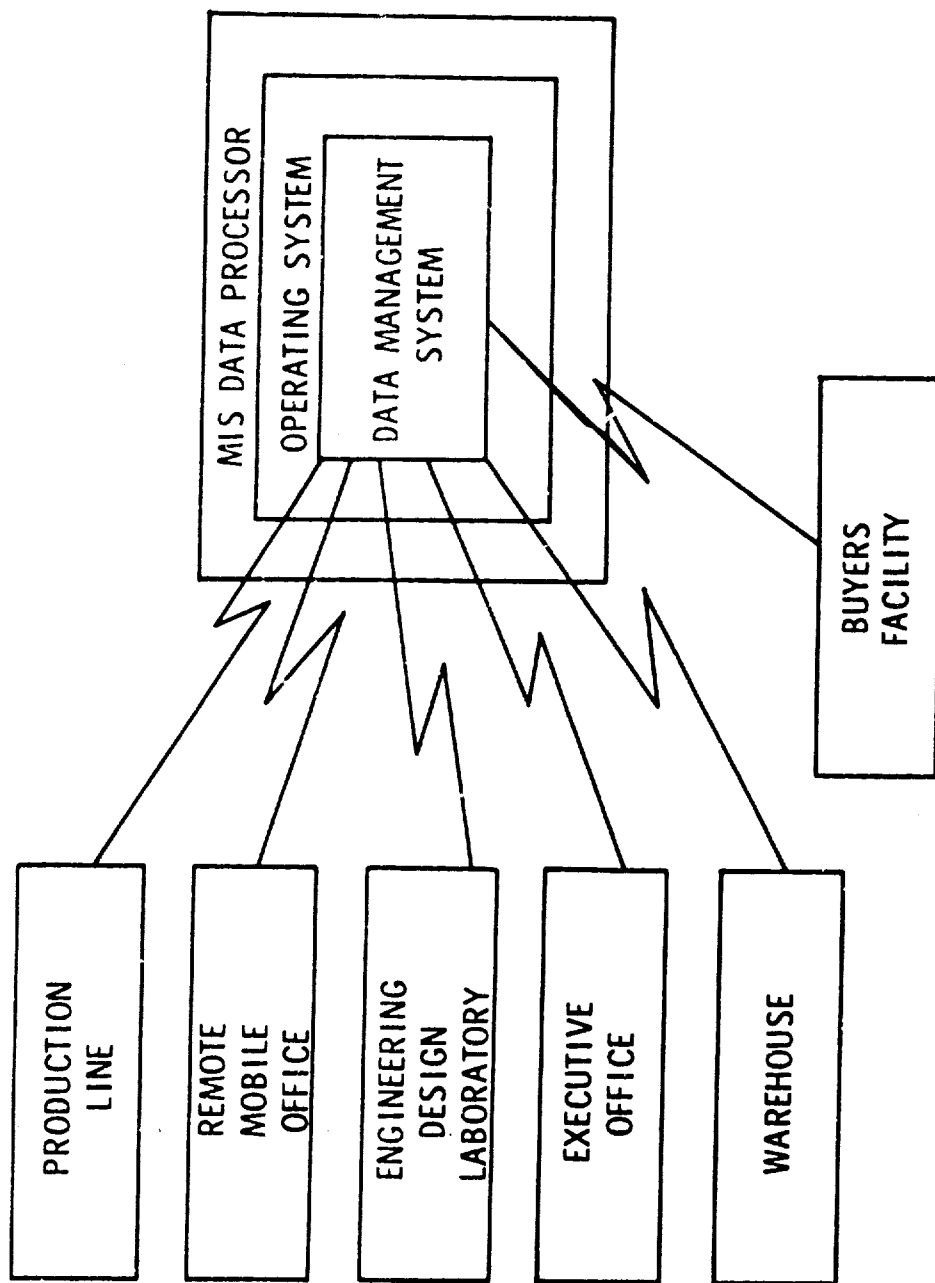 MIS DATA PROCESSOR
OPERATING SYSTEM
DATA MANAGEMENT
SYSTEM
PRODUCTION
LINE
REMOTE
MOBILE
OFFICE
ENGINEERING
DESIGN
LABORATORY
EXECUTIVE
OFFICE
WAREHOUSE
BUYERS
FACILITY